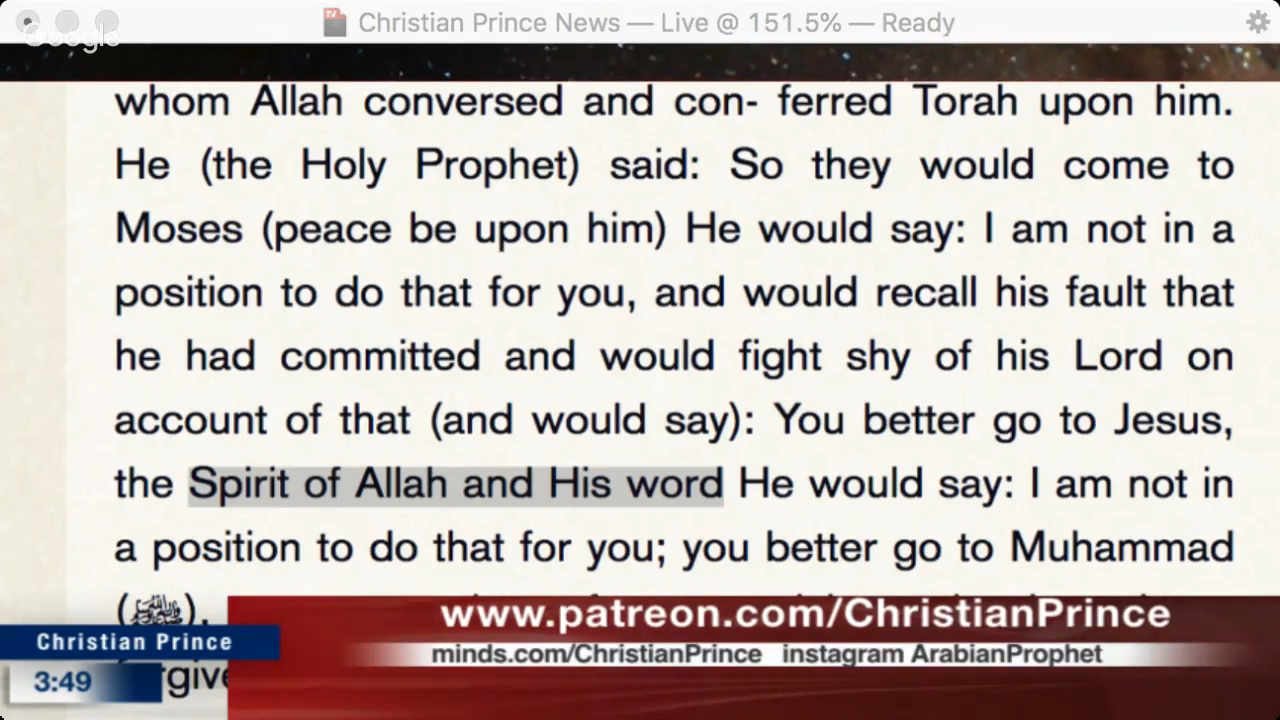 Christian Prince News — Live @ 151.5% — Ready
Google
whom Allah conversed and con- ferred Torah upon him.
He (the Holy Prophet) said: So they would come to
Moses (peace be upon him) He would say: I am not in a
position to do that for you, and would recall his fault that
he had committed and would fight shy of his Lord on
account of that (and would say): You better go to Jesus,
the Spirit of Allah and His word He would say: I am not in
a position to do that for you; you better go to Muhammad
(ﷺ),
www.patreon.com/ChristianPrince
Christian Prince
minds.com/ChristianPrince instagram ArabianProphet
3:49